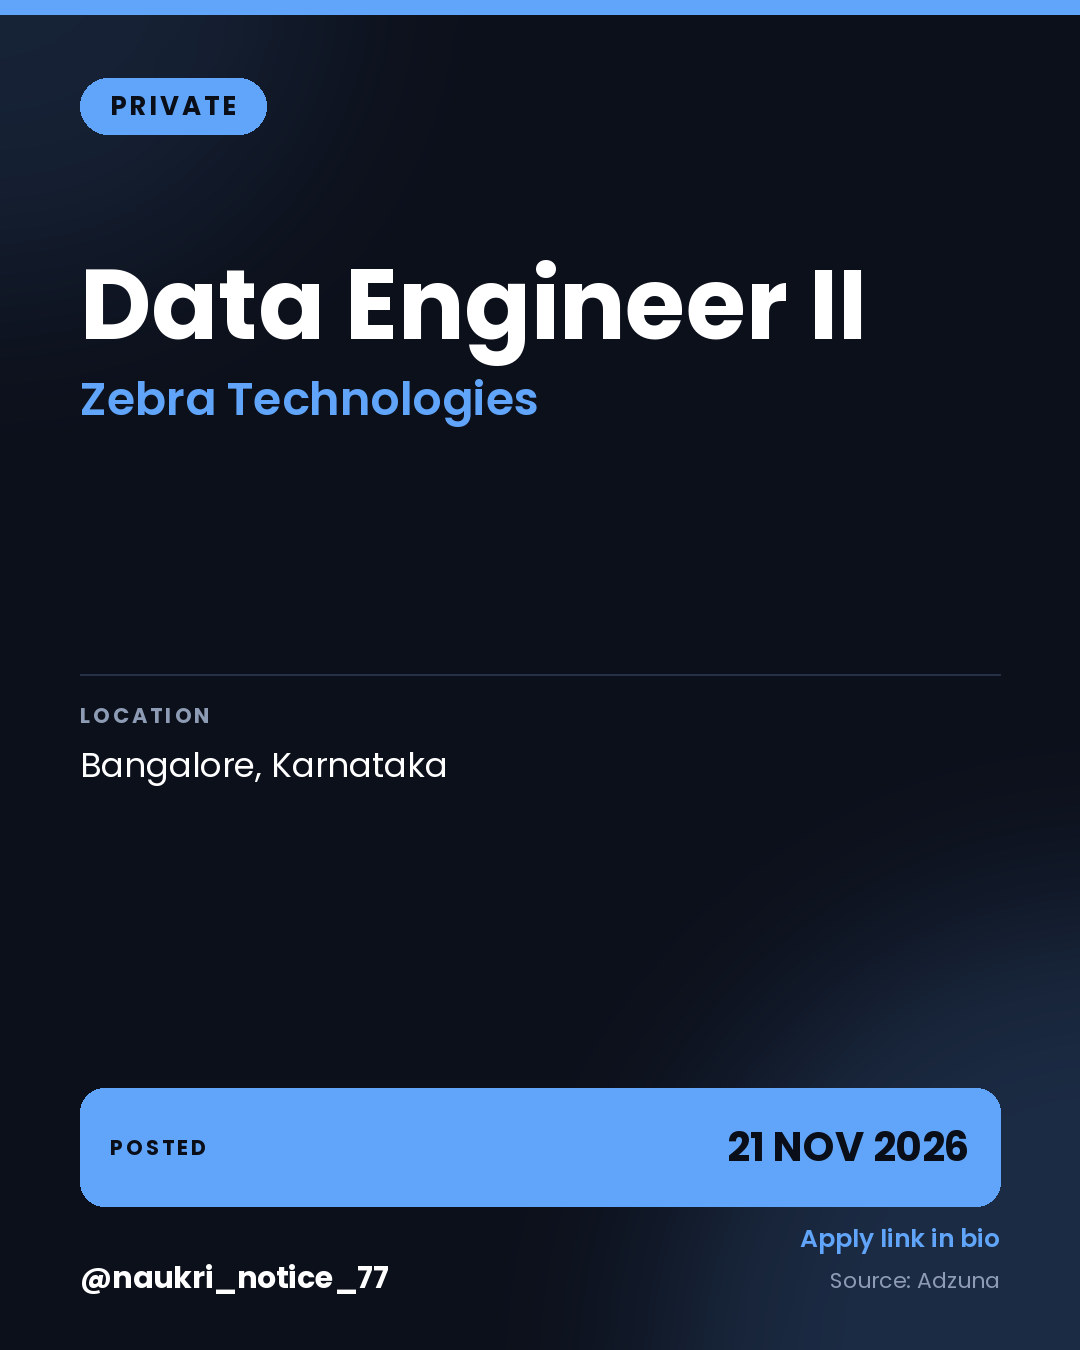 PRIVATE
Data Engineer II
Zebra Technologies
LOCATION
Bangalore, Karnataka
POSTED
21 NOV 2026
Apply link in bio
@naukri_notice_77
Source: Adzuna